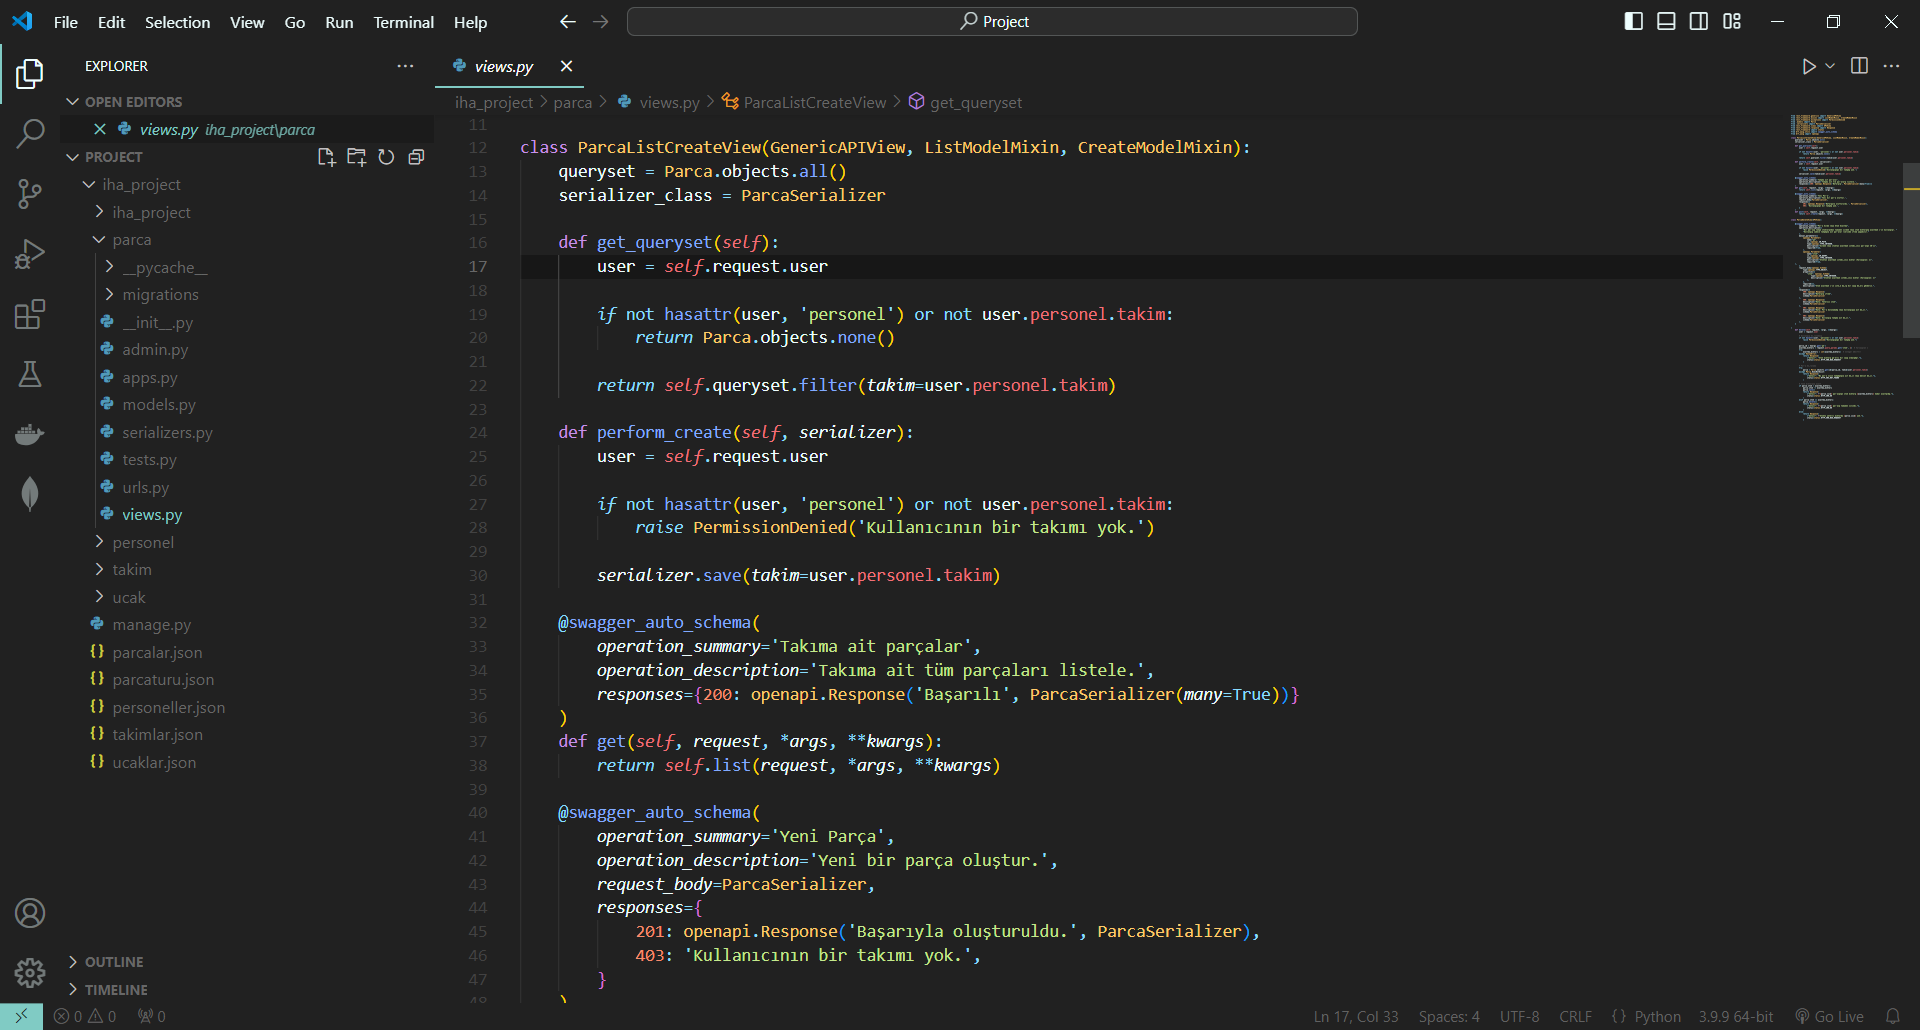 File Edit Selection View Go Run Terminal Help
Project
EXPLORER
OPEN EDITORS
views.py iha_project\parca
PROJECT
iha_project
iha_project
parca
__pycache__
migrations
__init__.py
admin.py
apps.py
models.py
serializers.py
tests.py
urls.py
views.py
personel
takim
ucak
manage.py
parcalar.json
parcaturu.json
personeller.json
takimlar.json
ucaklar.json
OUTLINE
TIMELINE
views.py
iha_project > parca > views.py > ParcaListCreateView > get_queryset
11
12 class ParcaListCreateView(GenericAPIView, ListModelMixin, CreateModelMixin):
13     queryset = Parca.objects.all()
14     serializer_class = ParcaSerializer
15
16     def get_queryset(self):
17         user = self.request.user
18
19         if not hasattr(user, 'personel') or not user.personel.takim:
20             return Parca.objects.none()
21
22         return self.queryset.filter(takim=user.personel.takim)
23
24     def perform_create(self, serializer):
25         user = self.request.user
26
27         if not hasattr(user, 'personel') or not user.personel.takim:
28             raise PermissionDenied('Kullanıcının bir takımı yok.')
29
30         serializer.save(takim=user.personel.takim)
31
32     @swagger_auto_schema(
33         operation_summary='Takıma ait parçalar',
34         operation_description='Takıma ait tüm parçaları listele.',
35         responses={200: openapi.Response('Başarılı', ParcaSerializer(many=True))}
36     )
37     def get(self, request, *args, **kwargs):
38         return self.list(request, *args, **kwargs)
39
40     @swagger_auto_schema(
41         operation_summary='Yeni Parça',
42         operation_description='Yeni bir parça oluştur.',
43         request_body=ParcaSerializer,
44         responses={
45             201: openapi.Response('Başarıyla oluşturuldu.', ParcaSerializer),
46             403: 'Kullanıcının bir takımı yok.',
47         }
48     )
0 0 0
Ln 17, Col 33 Spaces: 4 UTF-8 CRLF {} Python 3.9.9 64-bit Go Live